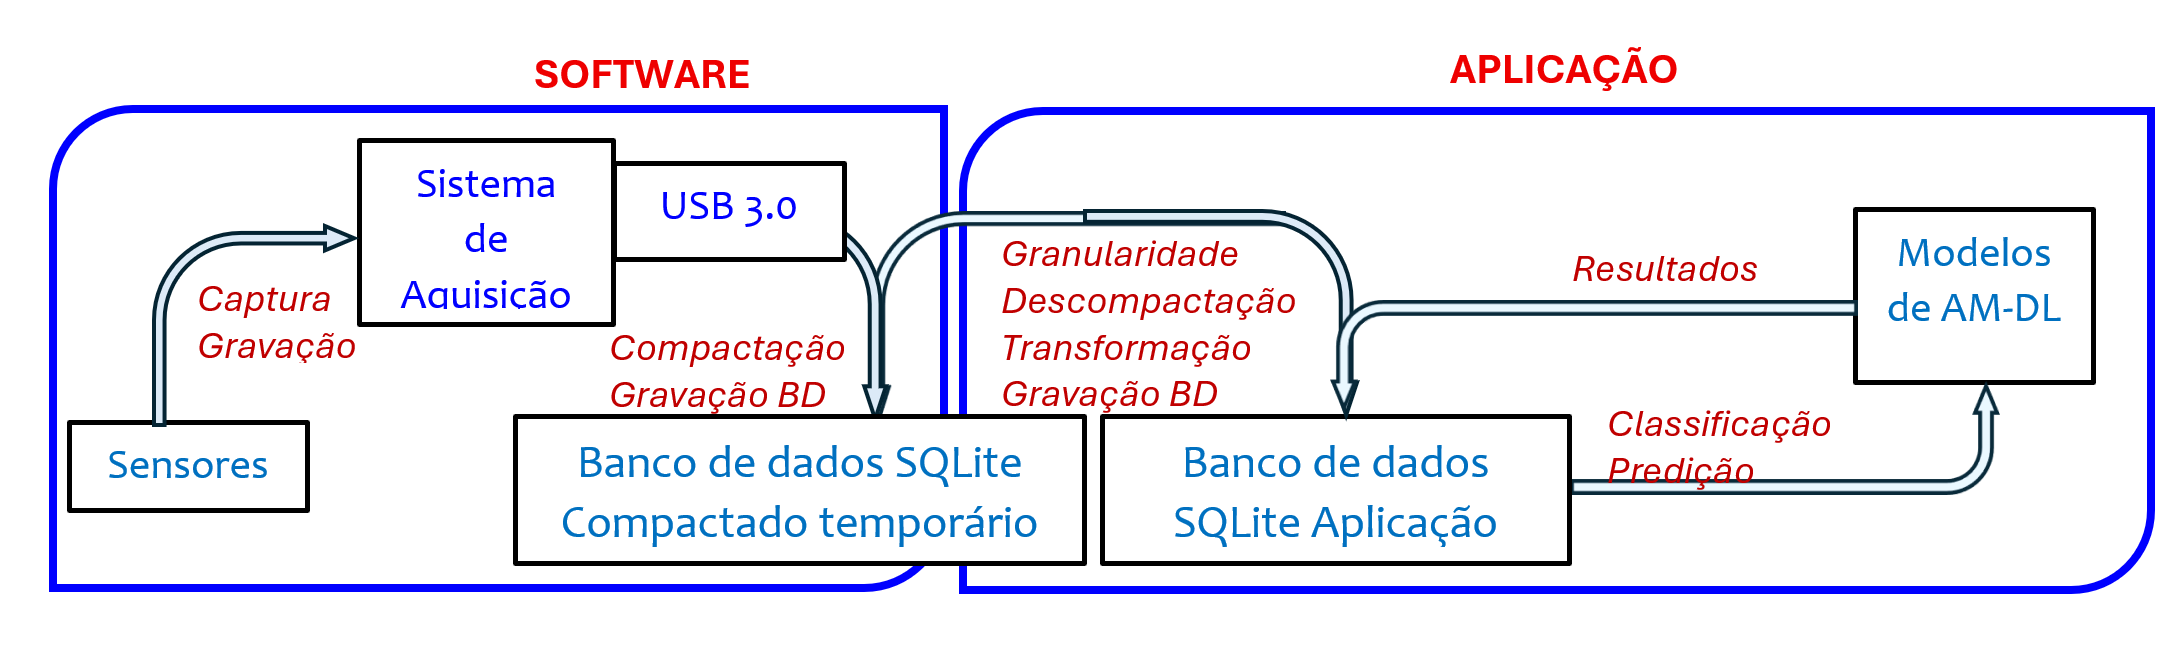 SOFTWARE
APLICAÇÃO
Sistema
de
Aquisição
USB 3.0
Captura
Gravação
Sensores
Compactação
Gravação BD
Banco de dados SQLite
Compactado temporário
Granularidade
Descompactação
Transformação
Gravação BD
Banco de dados
SQLite Aplicação
Resultados
Classificação
Predição
Modelos
de AM-DL